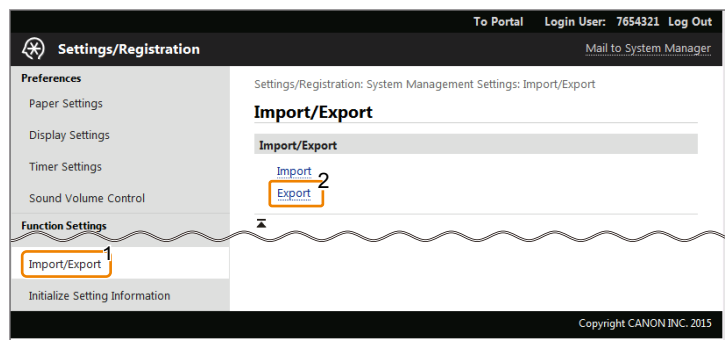 To Portal Login User: 7654321 Log Out
Settings/Registration Mail to System Manager
Preferences
Paper Settings
Display Settings
Timer Settings
Sound Volume Control
Function Settings
Import/Export
1
Initialize Setting Information
Settings/Registration: System Management Settings: Import/Export
Import/Export
Import/Export
Import
2
Export
Copyright CANON INC. 2015